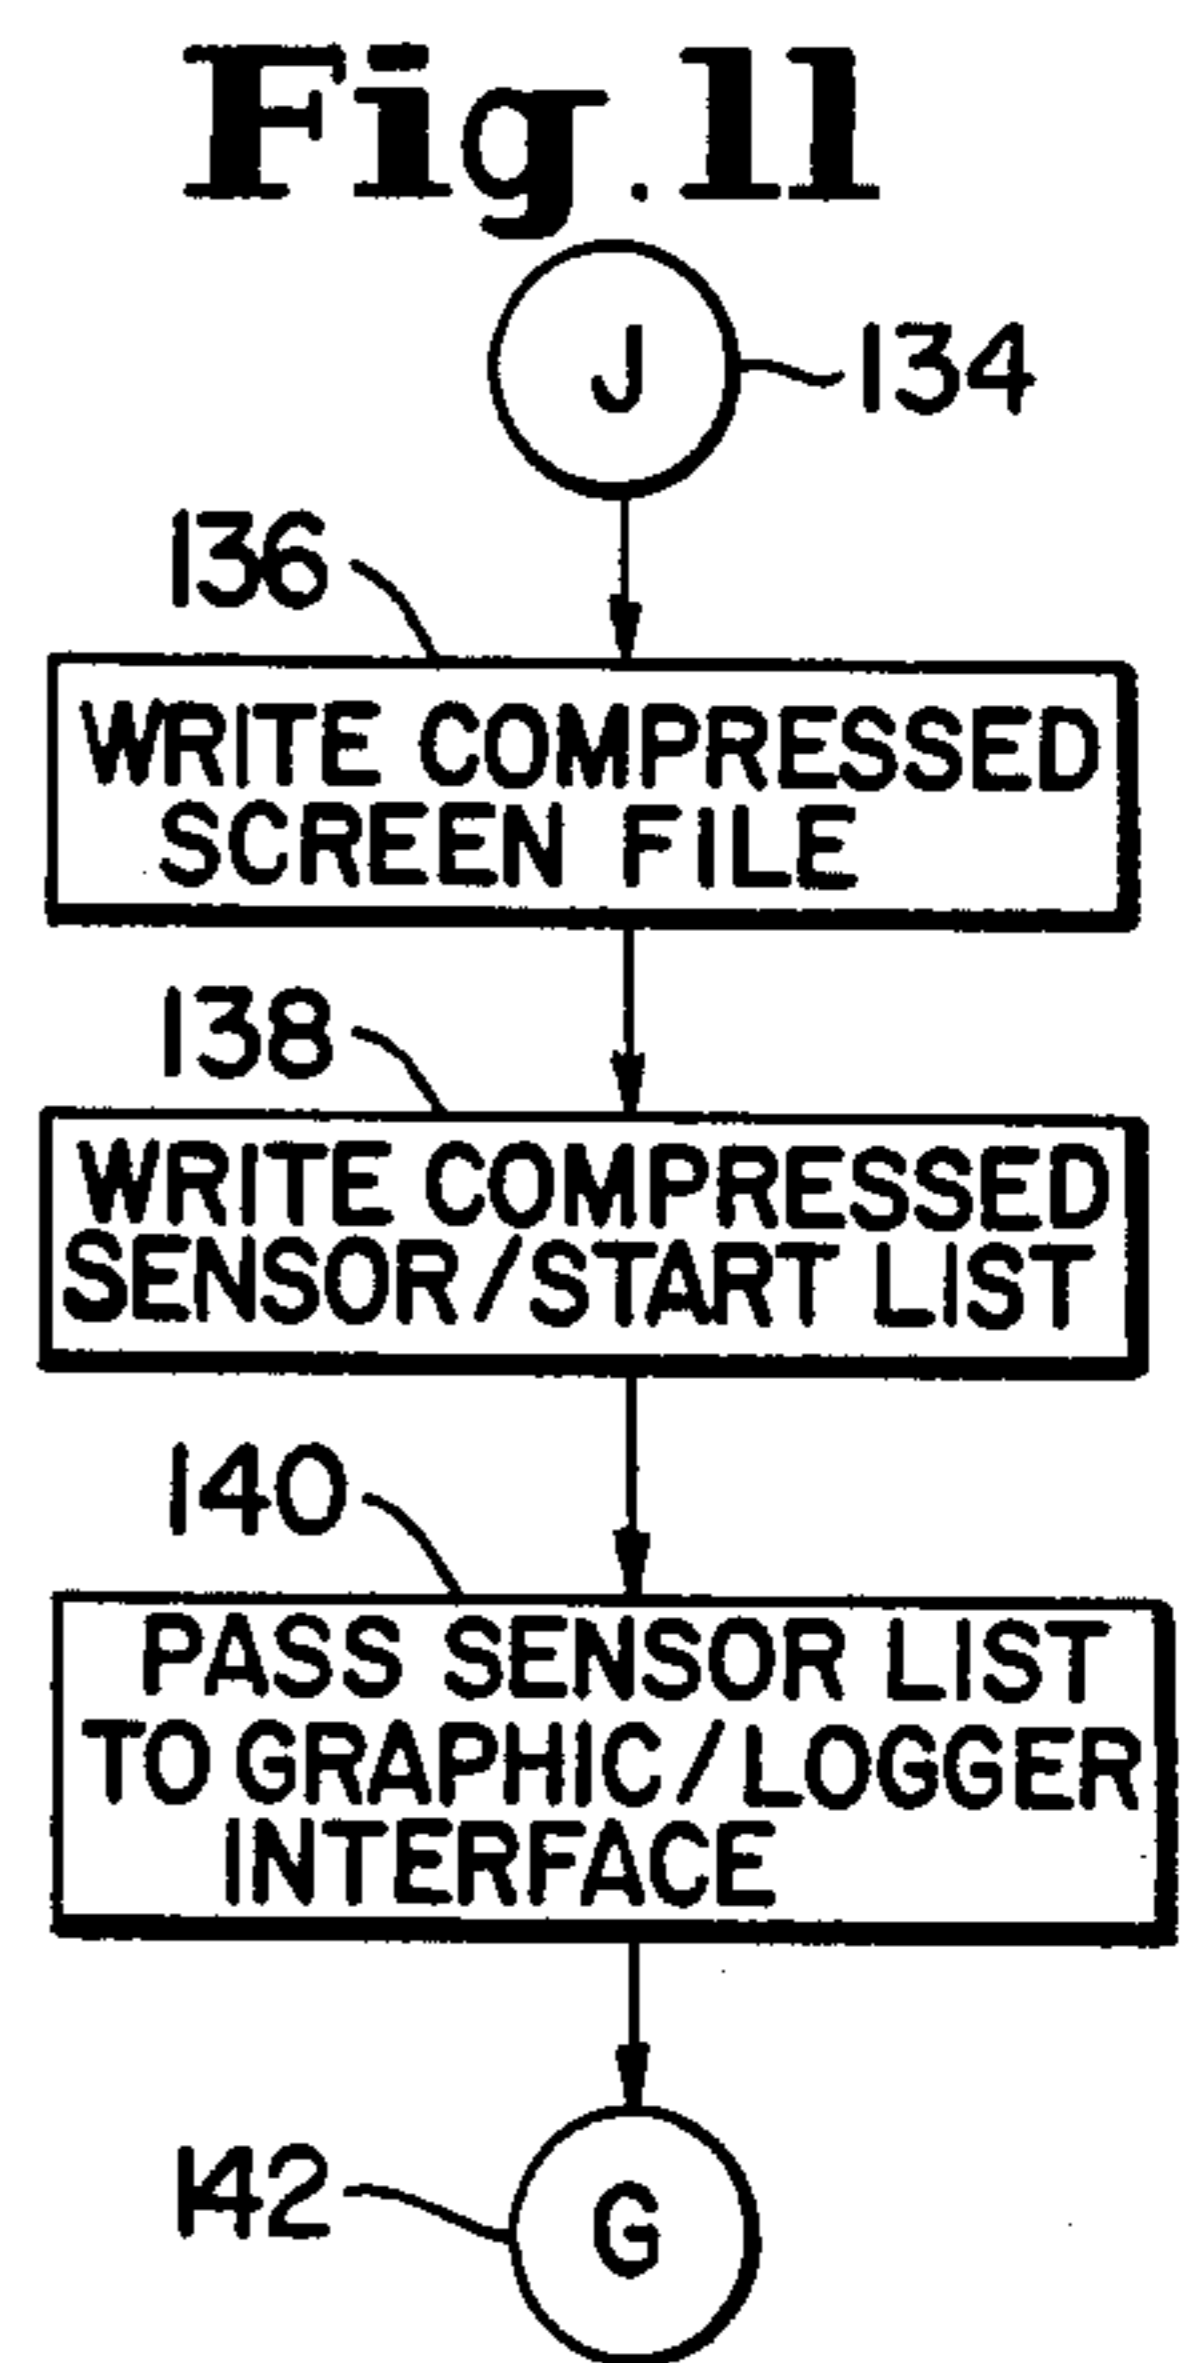 Fig.11
J
134
136
WRITE COMPRESSED
SCREEN FILE
138
WRITE COMPRESSED
SENSOR/START LIST
140
PASS SENSOR LIST
TO GRAPHIC/LOGGER
INTERFACE
142
G